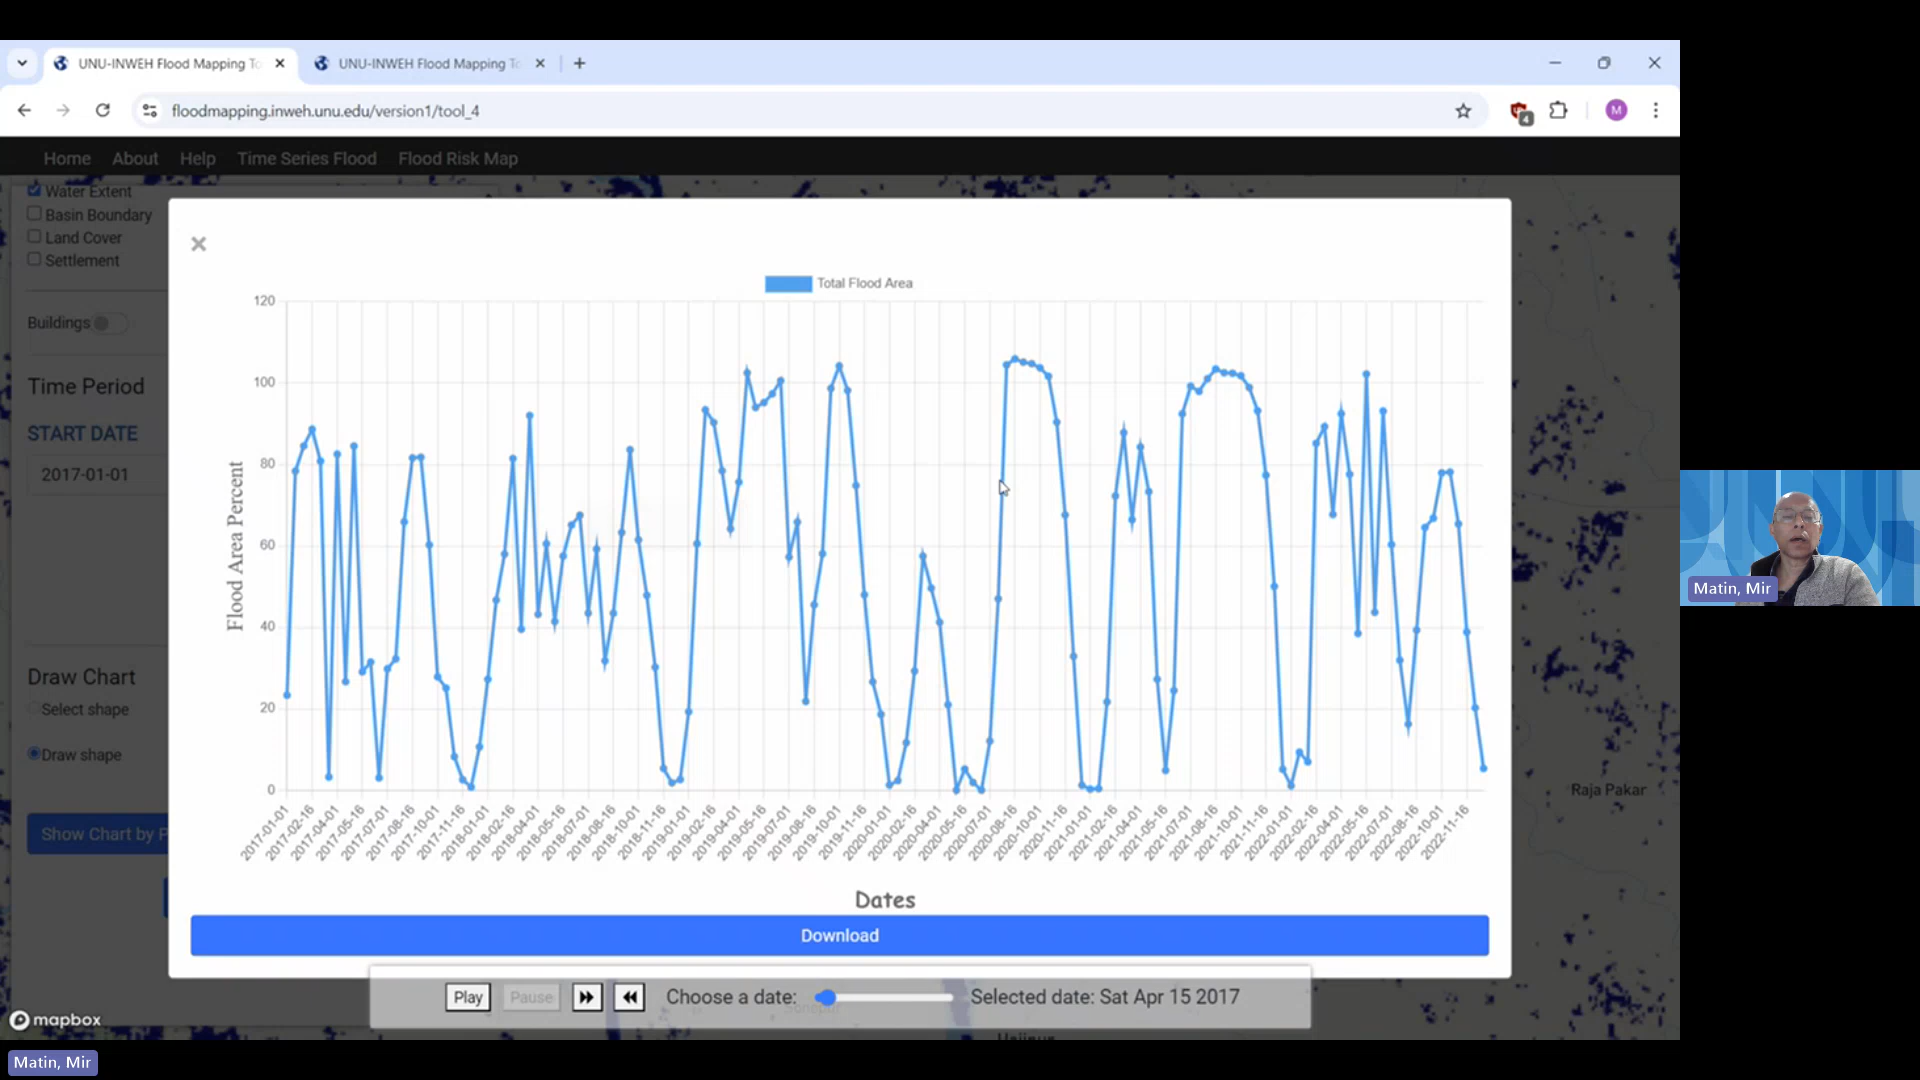 UNU-INWEH Flood Mapping To
UNU-INWEH Flood Mapping To
floodmapping.inweh.unu.edu/version1/tool_4
4
M
Home About Help Time Series Flood Flood Risk Map
Water Extent
Basin Boundary
Land Cover
Settlement
Buildings
Time Period
START DATE
2017-01-01
Draw Chart
Select shape
Draw shape
Show Chart by P
Total Flood Area
120
100
80
60
40
20
0
Flood Area Percent
2017-01-01
2017-02-16
2017-04-01
2017-05-16
2017-07-01
2017-08-16
2017-10-01
2017-11-16
2018-01-01
2018-02-16
2018-04-01
2018-05-16
2018-07-01
2018-08-16
2018-10-01
2018-11-16
2019-01-01
2019-02-16
2019-04-01
2019-05-16
2019-07-01
2019-08-16
2019-10-01
2019-11-16
2020-01-01
2020-02-16
2020-04-01
2020-05-16
2020-07-01
2020-08-16
2020-10-01
2020-11-16
2021-01-01
2021-02-16
2021-04-01
2021-05-16
2021-07-01
2021-08-16
2021-10-01
2021-11-16
2022-01-01
2022-02-16
2022-04-01
2022-05-16
2022-07-01
2022-08-16
2022-10-01
2022-11-16
Dates
Download
Play Pause Choose a date: Selected date: Sat Apr 15 2017
Raja Pakar
mapbox
Matin, Mir
Matin, Mir